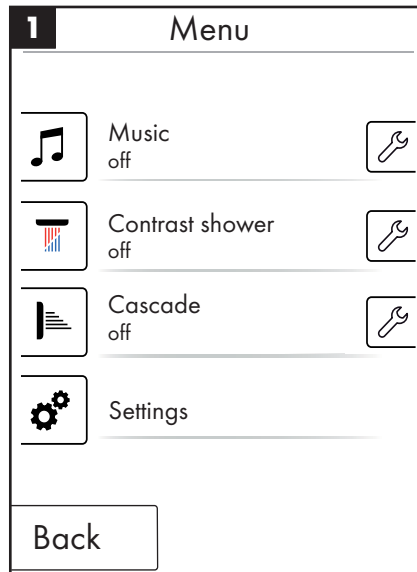 1
Menu
Music
off
Contrast shower
off
Cascade
off
Settings
Back